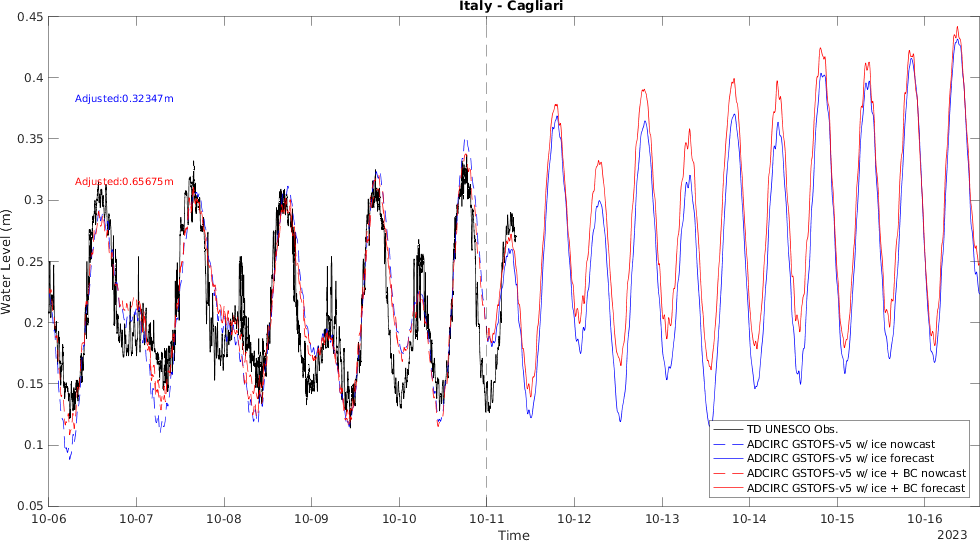 Italy - Cagliari
0.45
0.4
0.35
0.3
0.25
0.2
0.15
0.1
0.05
Water Level (m)
Adjusted:0.32347m
Adjusted:0.65675m
TD UNESCO Obs.
ADCIRC GSTOFS-v5 w/ ice nowcast
ADCIRC GSTOFS-v5 w/ ice forecast
ADCIRC GSTOFS-v5 w/ ice + BC nowcast
ADCIRC GSTOFS-v5 w/ ice + BC forecast
10-06 10-07 10-08 10-09 10-10 10-11 10-12 10-13 10-14 10-15 10-16
Time
2023